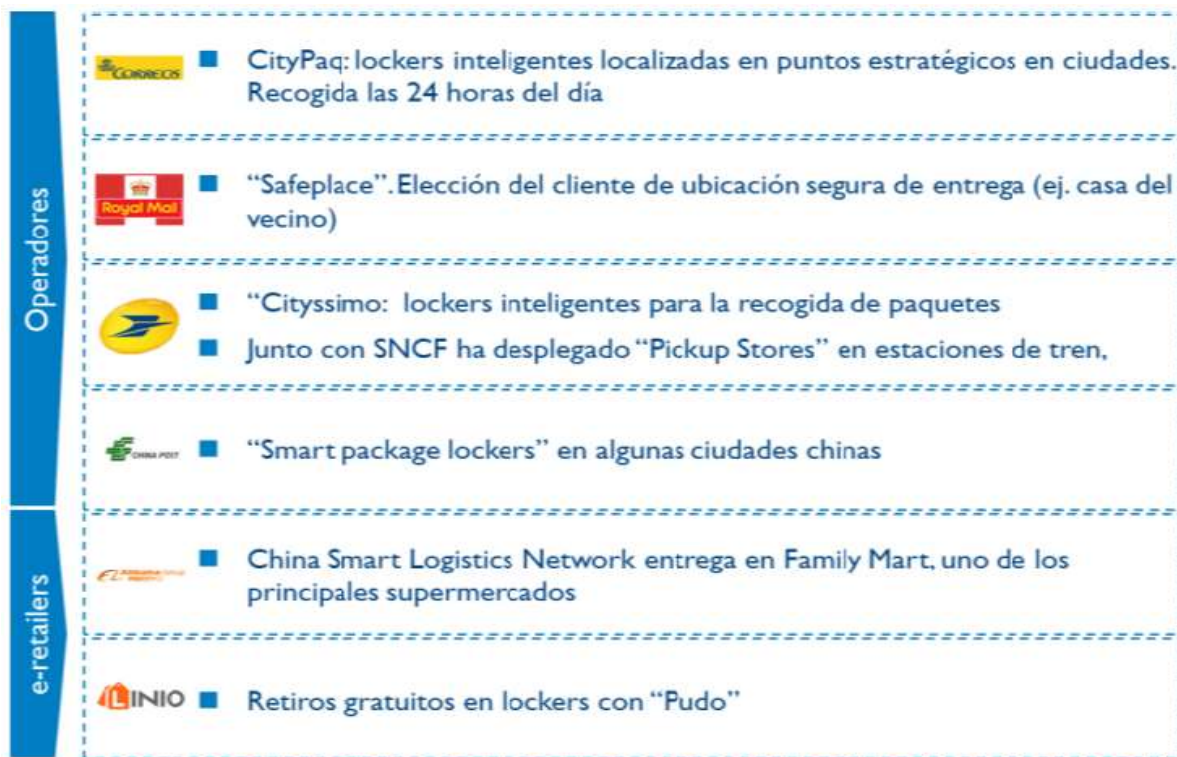 Operadores
CORREOS
CityPaq: lockers inteligentes localizadas en puntos estratégicos en ciudades.
Recogida las 24 horas del día
Royal Mail
“Safeplace”. Elección del cliente de ubicación segura de entrega (ej. casa del
vecino)
“Cityssimo: lockers inteligentes para la recogida de paquetes
Junto con SNCF ha desplegado “Pickup Stores” en estaciones de tren,
CHINA POST
“Smart package lockers” en algunas ciudades chinas
e-retailers
China Smart Logistics Network entrega en Family Mart, uno de los
principales supermercados
LINIO
Retiros gratuitos en lockers con “Pudo”